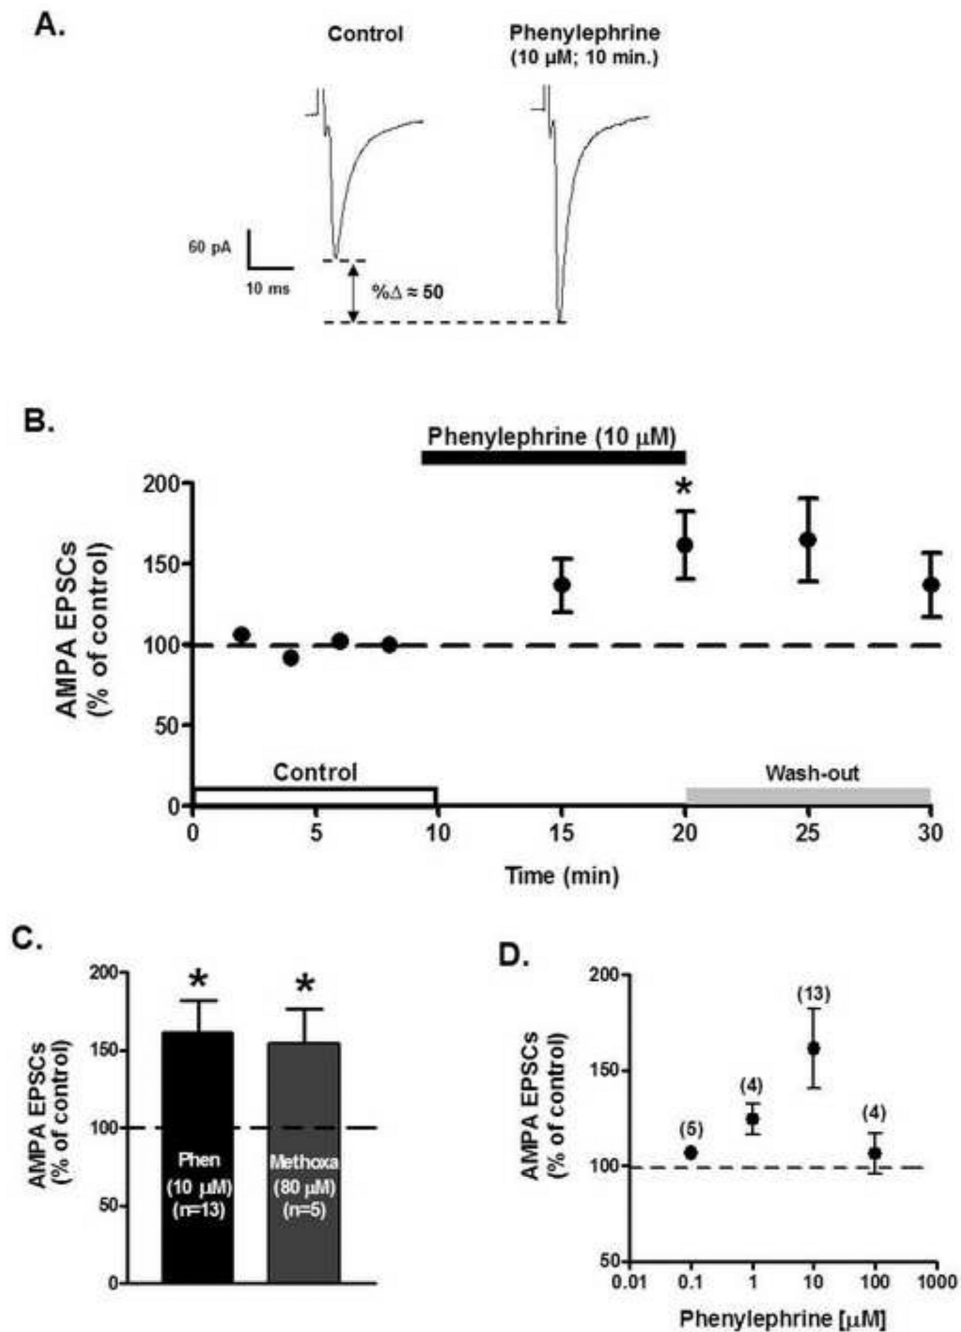 A.
Control
Phenylephrine
(10 µM; 10 min.)
60 pA
10 ms
%Δ ≈ 50
B.
Phenylephrine (10 µM)
*
200
150
100
50
0
AMPA EPSCs
(% of control)
Control
Wash-out
0 5 10 15 20 25 30
Time (min)
C.
200
150
100
50
0
AMPA EPSCs
(% of control)
* *
Phen
(10 µM)
(n=13)
Methoxa
(80 µM)
(n=5)
D.
200
150
100
50
AMPA EPSCs
(% of control)
(5)
(4)
(13)
(4)
0.01 0.1 1 10 100 1000
Phenylephrine [µM]